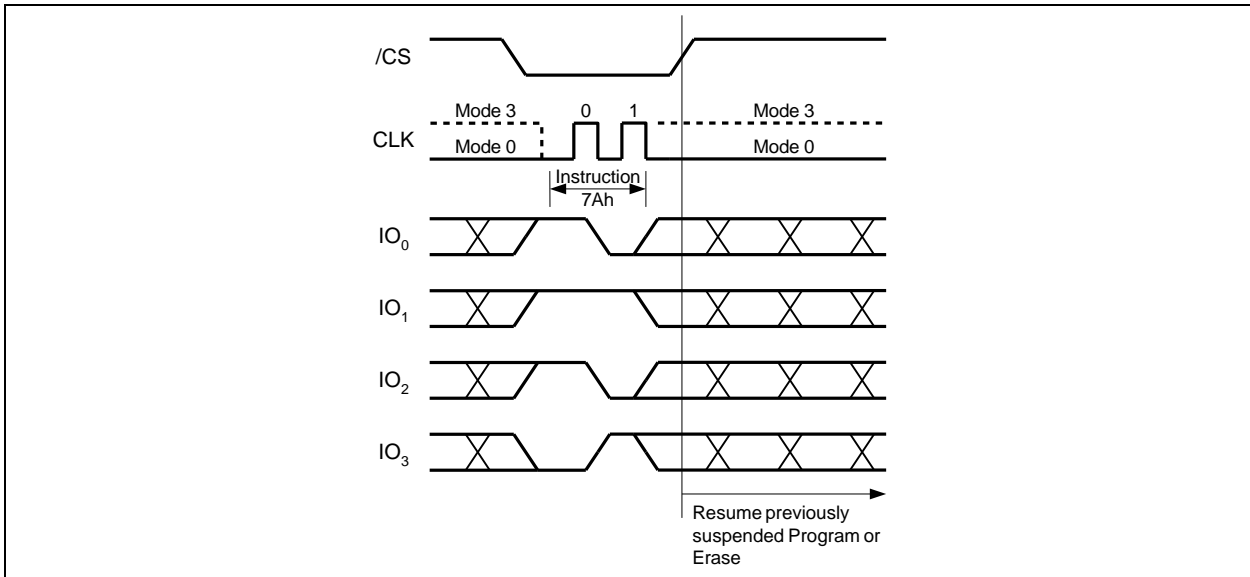 /CS
Mode 3 0 1 Mode 3
CLK
Mode 0 Mode 0
Instruction
7Ah
IO0
IO1
IO2
IO3
Resume previously
suspended Program or
Erase